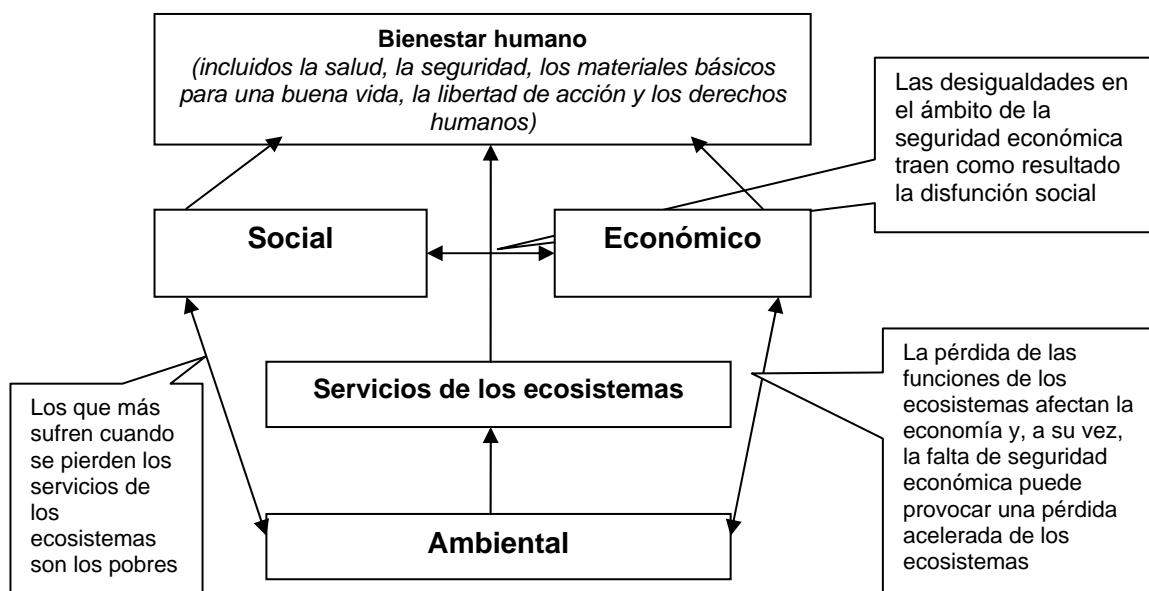 Bienestar humano
(incluidos la salud, la seguridad, los materiales básicos
para una buena vida, la libertad de acción y los derechos
humanos)
Las desigualdades en
el ámbito de la
seguridad económica
traen como resultado
la disfunción social
Social
Económico
Servicios de los ecosistemas
Los que más
sufren cuando
se pierden los
servicios de
los
ecosistemas
son los pobres
La pérdida de las
funciones de los
ecosistemas afectan la
economía y, a su vez,
la falta de seguridad
económica puede
provocar una pérdida
acelerada de los
ecosistemas
Ambiental